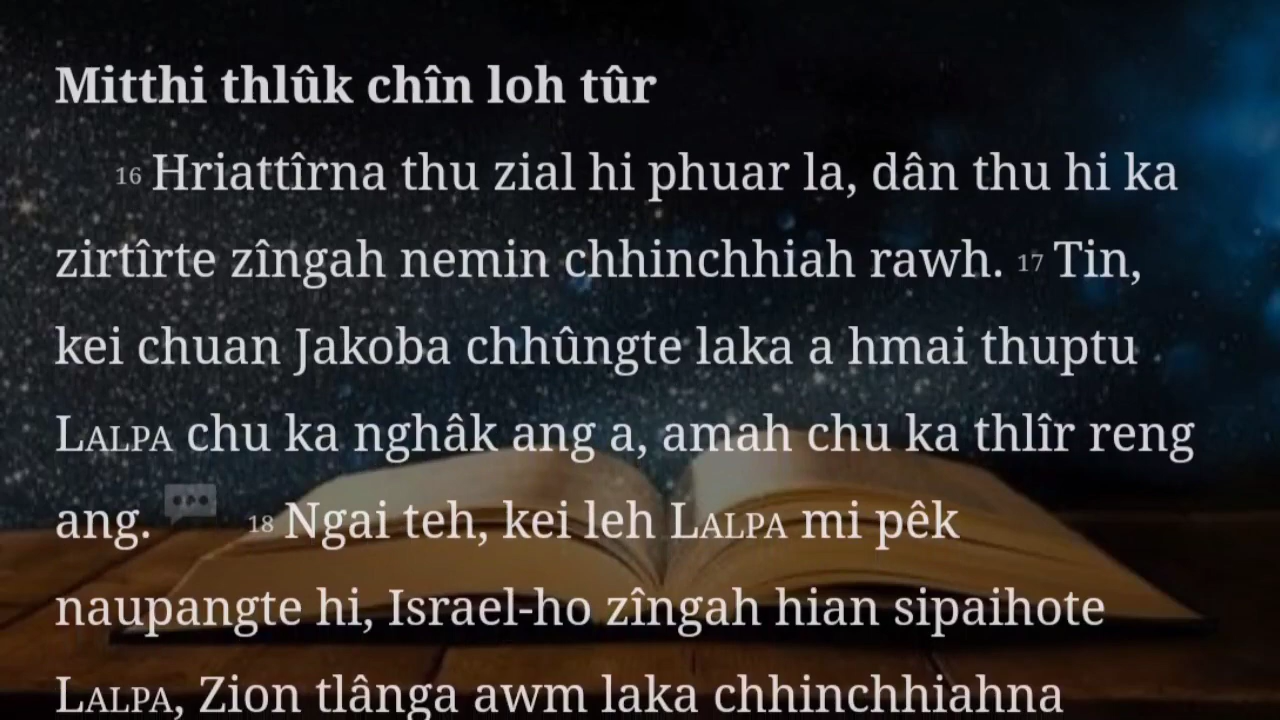 Mitthi thlûk chîn loh tûr
16 Hriattîrna thu zial hi phuar la, dân thu hi ka
zirtîrte zîngah nemin chhinchhiah rawh. 17 Tin,
kei chuan Jakoba chhûngte laka a hmai thuptu
LALPA chu ka nghâk ang a, amah chu ka thlîr reng
ang. 18 Ngai teh, kei leh LALPA mi pêk
naupangte hi, Israel-ho zîngah hian sipaihote
LALPA, Zion tlânga awm laka chhinchhiahna